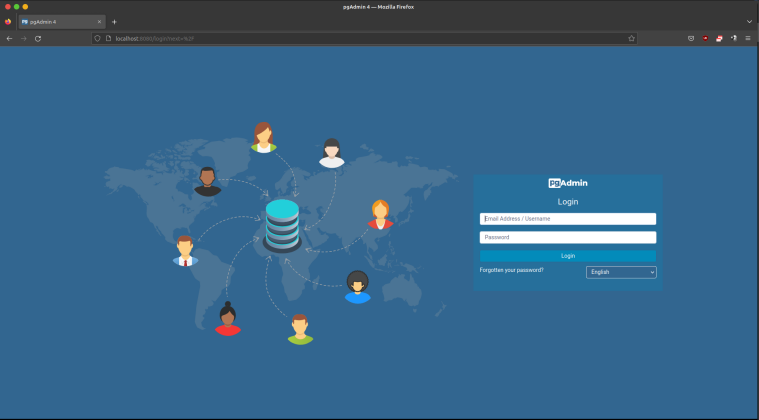 pgAdmin 4 — Mozilla Firefox
pgAdmin 4
localhost:8080/login?next=%2F
pgAdmin
Login
Email Address / Username
Password
Login
Forgotten your password?
English